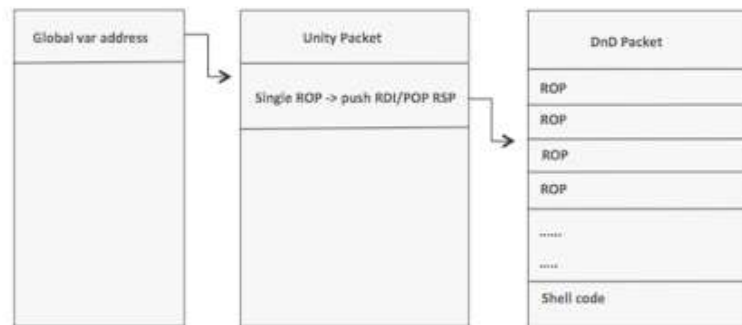 Global var address
Unity Packet
Single ROP -> push RDI/POP RSP
DnD Packet
ROP
ROP
ROP
ROP
......
.....
Shell code